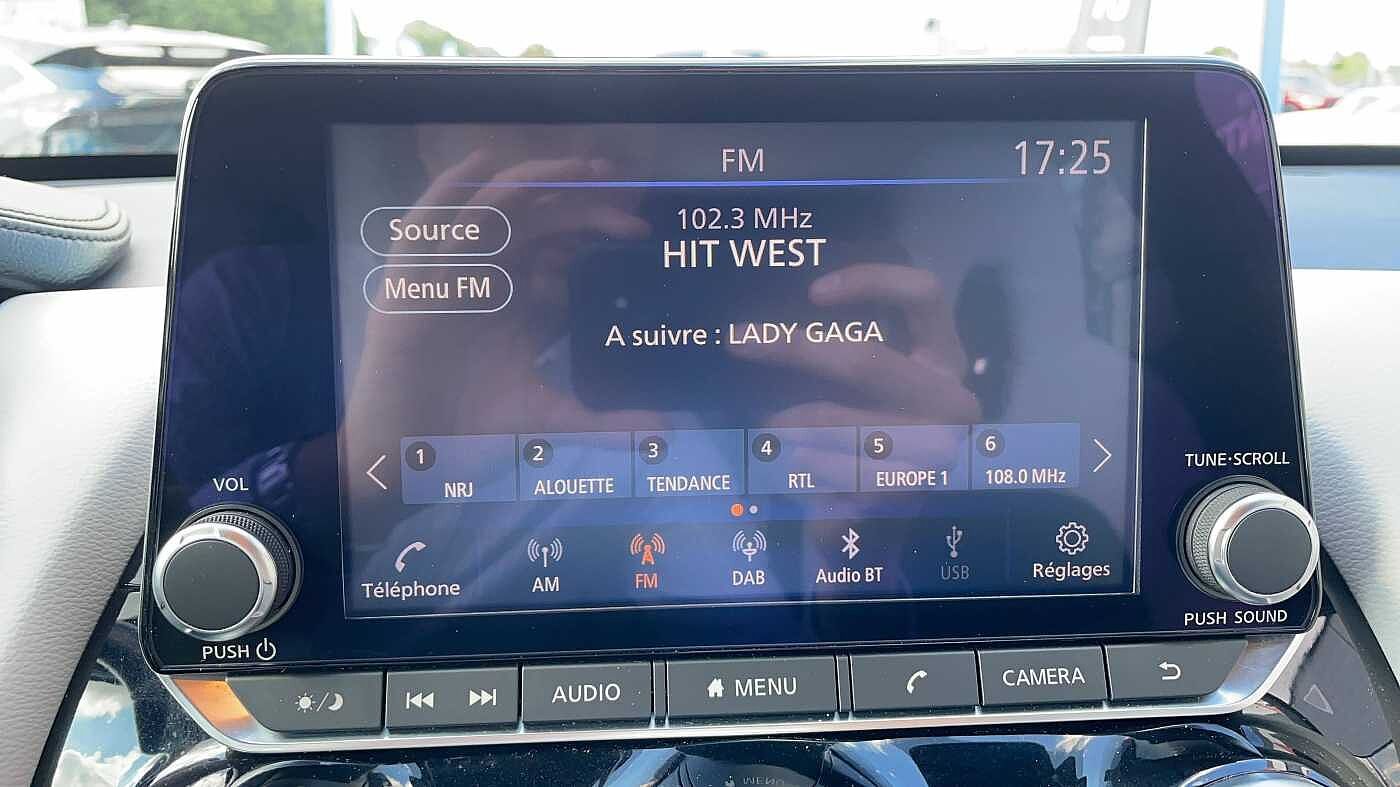 FM
17:25
Source
102.3 MHz
HIT WEST
Menu FM
A suivre : LADY GAGA
1 NRJ
2 ALOUETTE
3 TENDANCE
4 RTL
5 EUROPE 1
6 108.0 MHz
VOL
TUNE·SCROLL
Téléphone
AM
FM
DAB
Audio BT
USB
Réglages
PUSH
PUSH SOUND
AUDIO
MENU
CAMERA